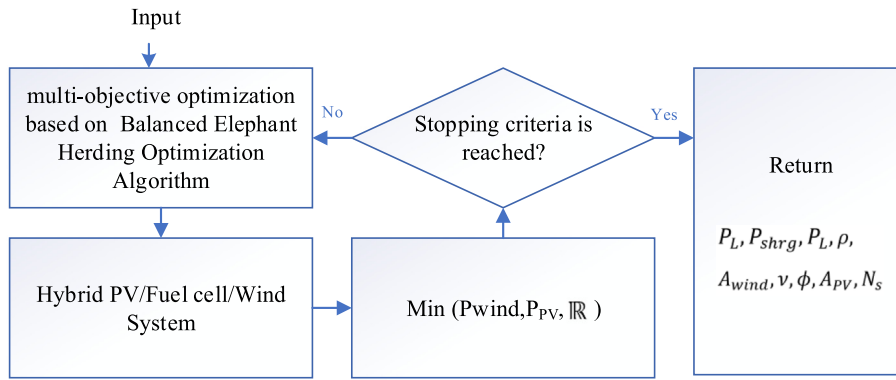 Input
multi-objective optimization
based on Balanced Elephant
Herding Optimization
Algorithm
No
Stopping criteria is
reached?
Yes
Return
P_L, P_shrg, P_L, ρ,
A_wind, ν, ϕ, A_PV, N_s
Hybrid PV/Fuel cell/Wind
System
Min (Pwind,P_PV, ℝ )